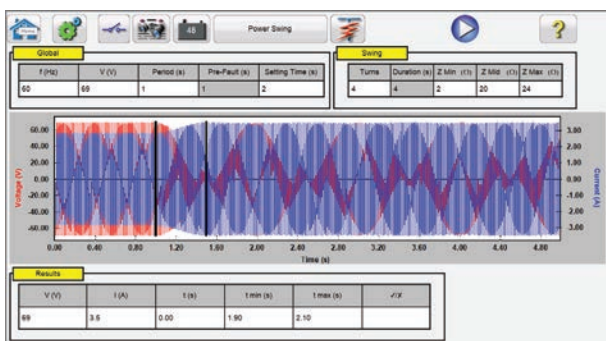 Home 48 Power Swing ?
Global
f (Hz) V (V) Period (s) Pre-Fault (s) Setting Time (s)
60 69 1 1 2
Swing
Turns Duration (s) Z Min (Ω) Z Mid (Ω) Z Max (Ω)
4 4 2 20 24
Voltage (V)
60.00
40.00
20.00
0.00
-20.00
-40.00
-60.00
Current (A)
3.00
2.00
1.00
0.00
1.00
2.00
3.00
0.00 0.40 0.80 1.20 1.60 2.00 2.40 2.80 3.20 3.60 4.00 4.40 4.80
Time (s)
Results
V (V) I (A) t (s) t min (s) t max (s) ✓/X
69 3.5 0.00 1.90 2.10